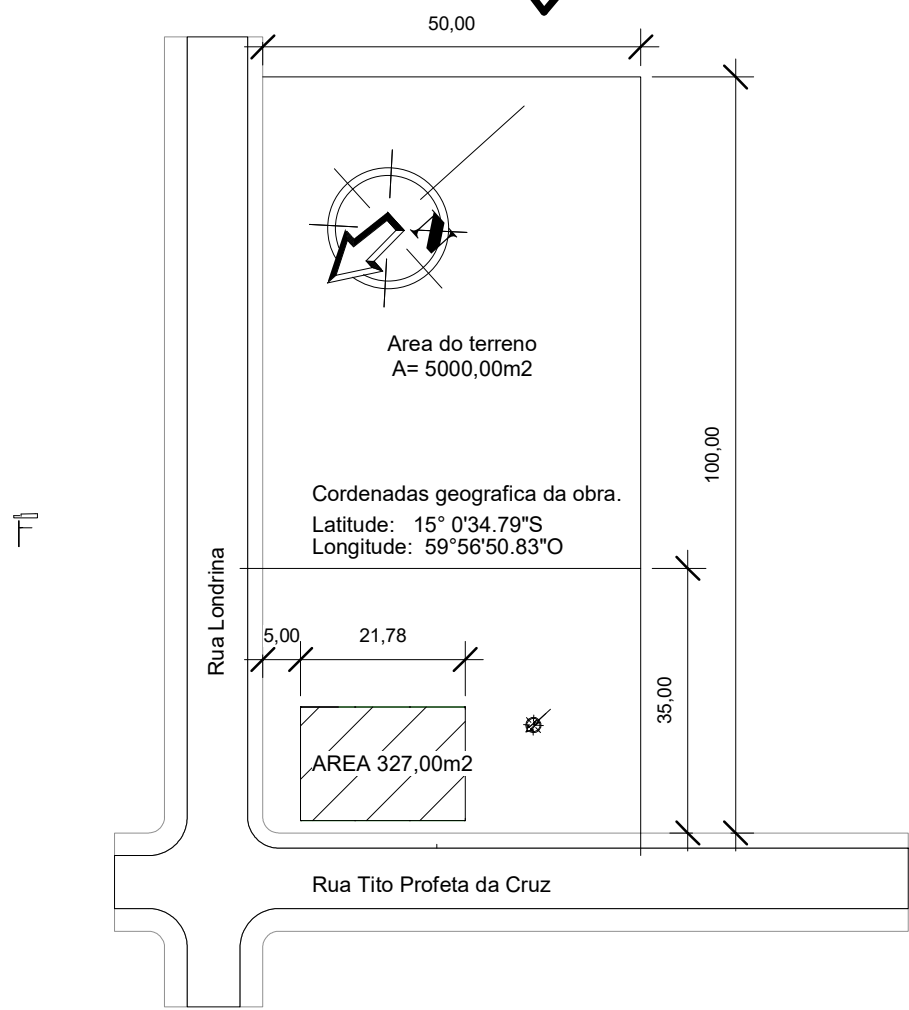 50,00
Area do terreno
A= 5000,00m2
100,00
Cordenadas geografica da obra.
Latitude: 15° 0'34.79"S
Longitude: 59°56'50.83"O
Rua Londrina
5,00
21,78
35,00
AREA 327,00m2
Rua Tito Profeta da Cruz